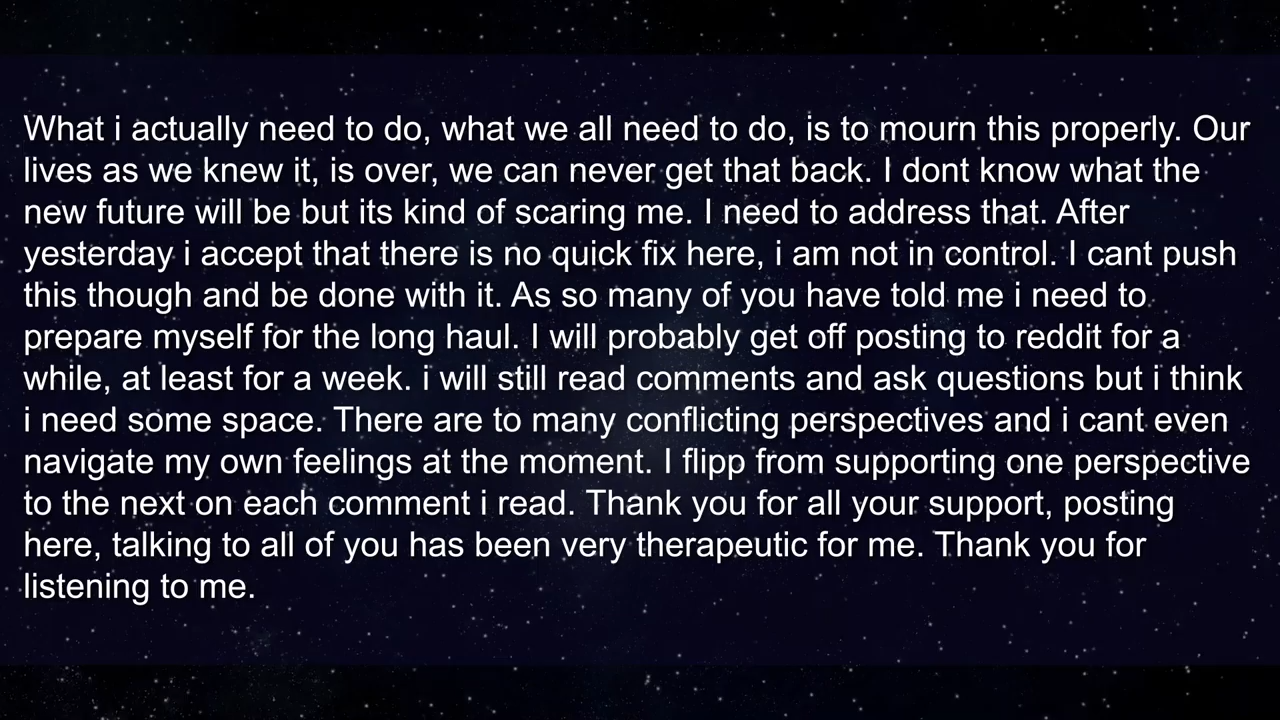 What i actually need to do, what we all need to do, is to mourn this properly. Our
lives as we knew it, is over, we can never get that back. I dont know what the
new future will be but its kind of scaring me. I need to address that. After
yesterday i accept that there is no quick fix here, i am not in control. I cant push
this though and be done with it. As so many of you have told me i need to
prepare myself for the long haul. I will probably get off posting to reddit for a
while, at least for a week. i will still read comments and ask questions but i think
i need some space. There are to many conflicting perspectives and i cant even
navigate my own feelings at the moment. I flipp from supporting one perspective
to the next on each comment i read. Thank you for all your support, posting
here, talking to all of you has been very therapeutic for me. Thank you for
listening to me.